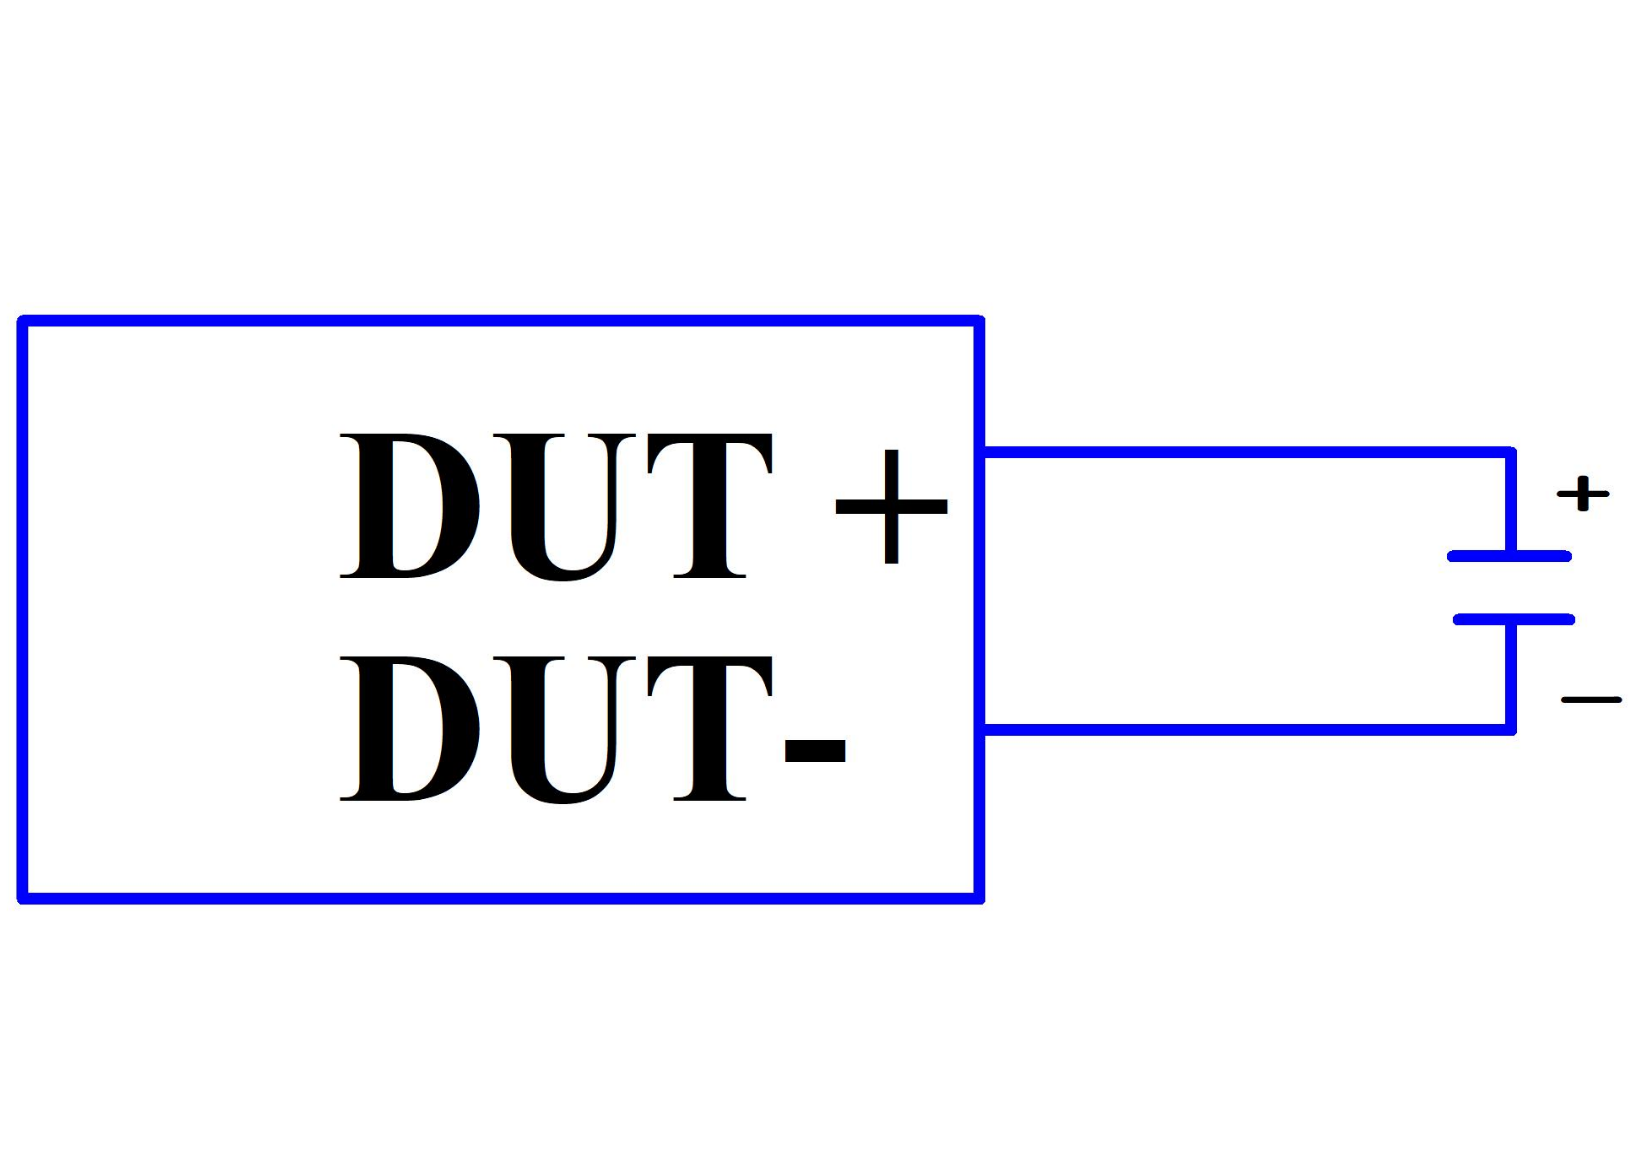 DUT +
DUT-
+
—